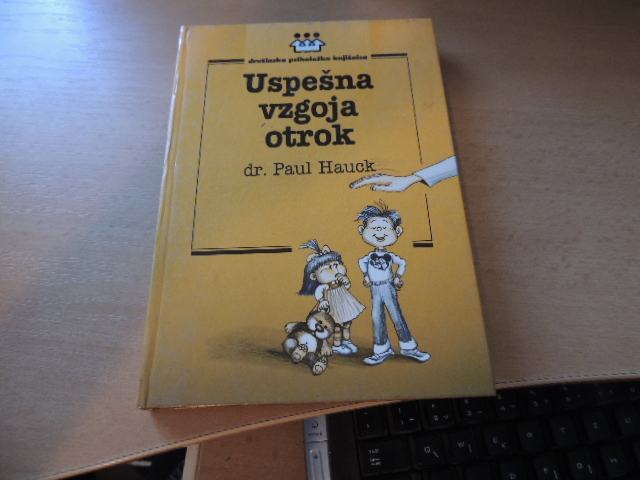 družinska psihološka knjižnica
Uspešna
vzgoja
otrok
dr. Paul Hauck